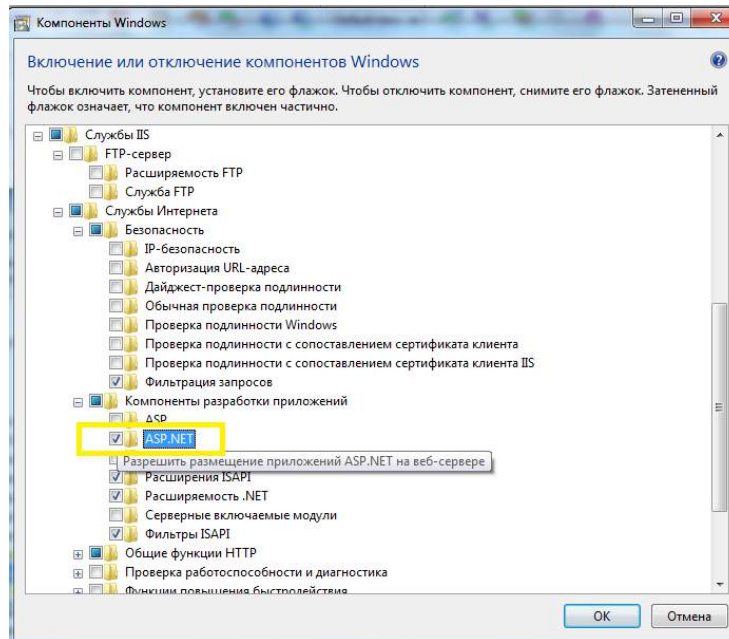 Компоненты Windows
Включение или отключение компонентов Windows
Чтобы включить компонент, установите его флажок. Чтобы отключить компонент, снимите его флажок. Затененный
флажок означает, что компонент включен частично.
Службы IIS
FTP-сервер
Расширяемость FTP
Служба FTP
Службы Интернета
Безопасность
IP-безопасность
Авторизация URL-адреса
Дайджест-проверка подлинности
Обычная проверка подлинности
Проверка подлинности Windows
Проверка подлинности с сопоставлением сертификата клиента
Проверка подлинности с сопоставлением сертификата клиента IIS
Фильтрация запросов
Компоненты разработки приложений
ASP
ASP.NET
Разрешить размещение приложений ASP.NET на веб-сервере
Расширения ISAPI
Расширяемость .NET
Серверные включаемые модули
Фильтры ISAPI
Общие функции HTTP
Проверка работоспособности и диагностика
Функции повышения быстродействия
OK
Отмена